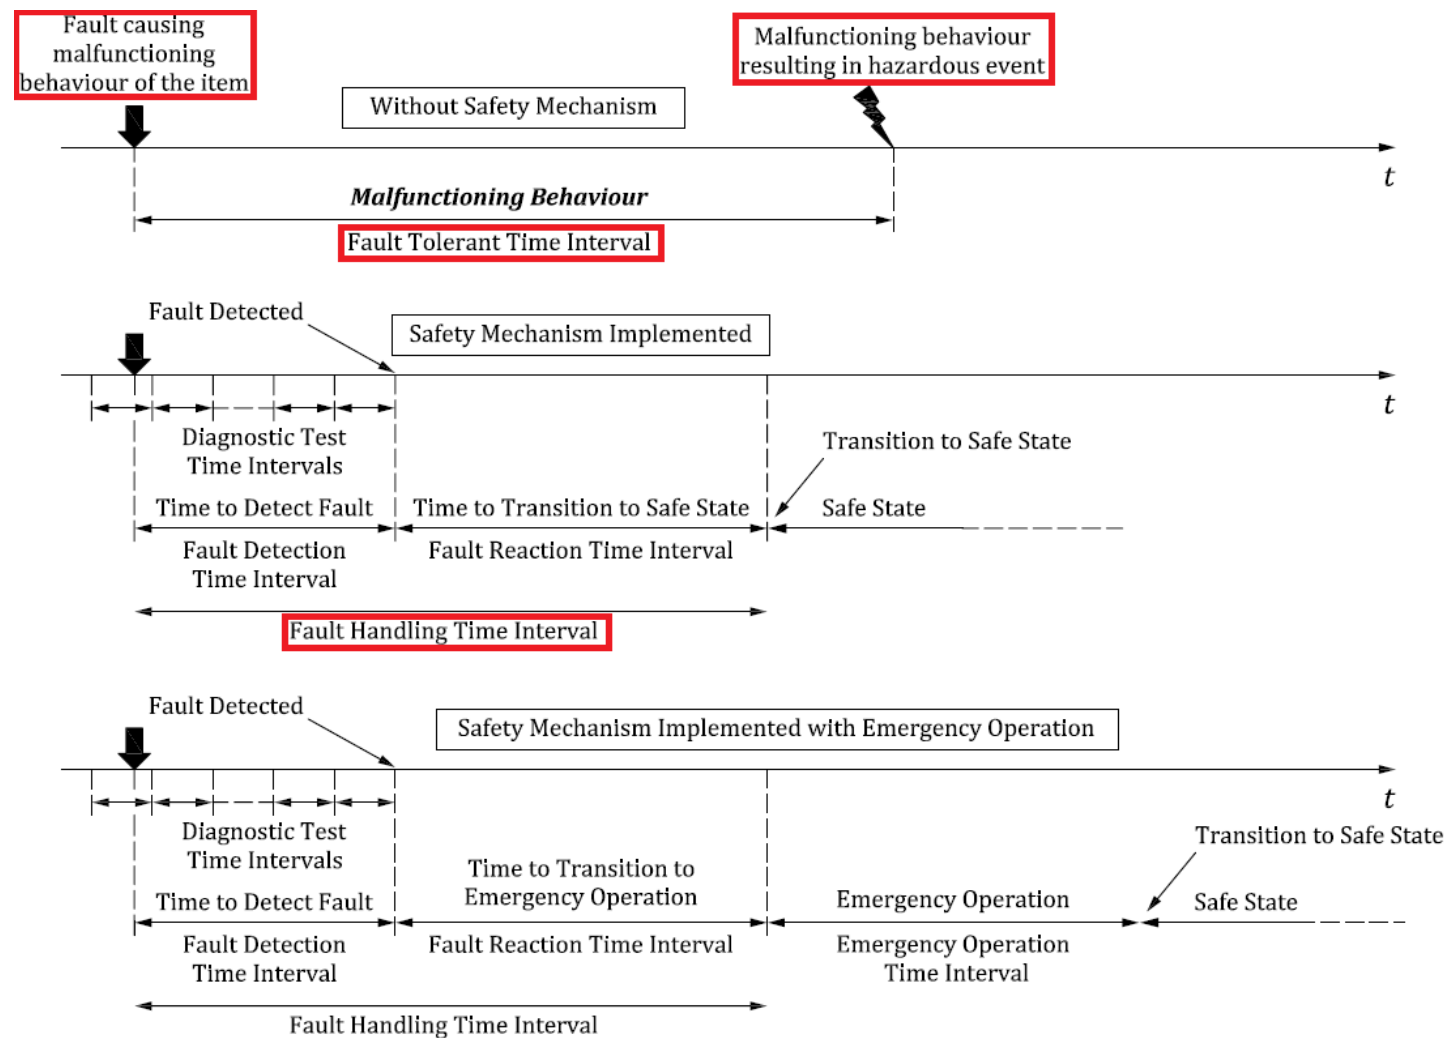 Fault causing
malfunctioning
behaviour of the item
Malfunctioning behaviour
resulting in hazardous event
Without Safety Mechanism
t
Malfunctioning Behaviour
Fault Tolerant Time Interval
Fault Detected
Safety Mechanism Implemented
t
Diagnostic Test
Time Intervals
Transition to Safe State
Time to Detect Fault
Time to Transition to Safe State
Safe State
Fault Detection
Time Interval
Fault Reaction Time Interval
Fault Handling Time Interval
Fault Detected
Safety Mechanism Implemented with Emergency Operation
t
Diagnostic Test
Time Intervals
Transition to Safe State
Time to Transition to
Emergency Operation
Time to Detect Fault
Emergency Operation
Safe State
Fault Detection
Time Interval
Fault Reaction Time Interval
Emergency Operation
Time Interval
Fault Handling Time Interval